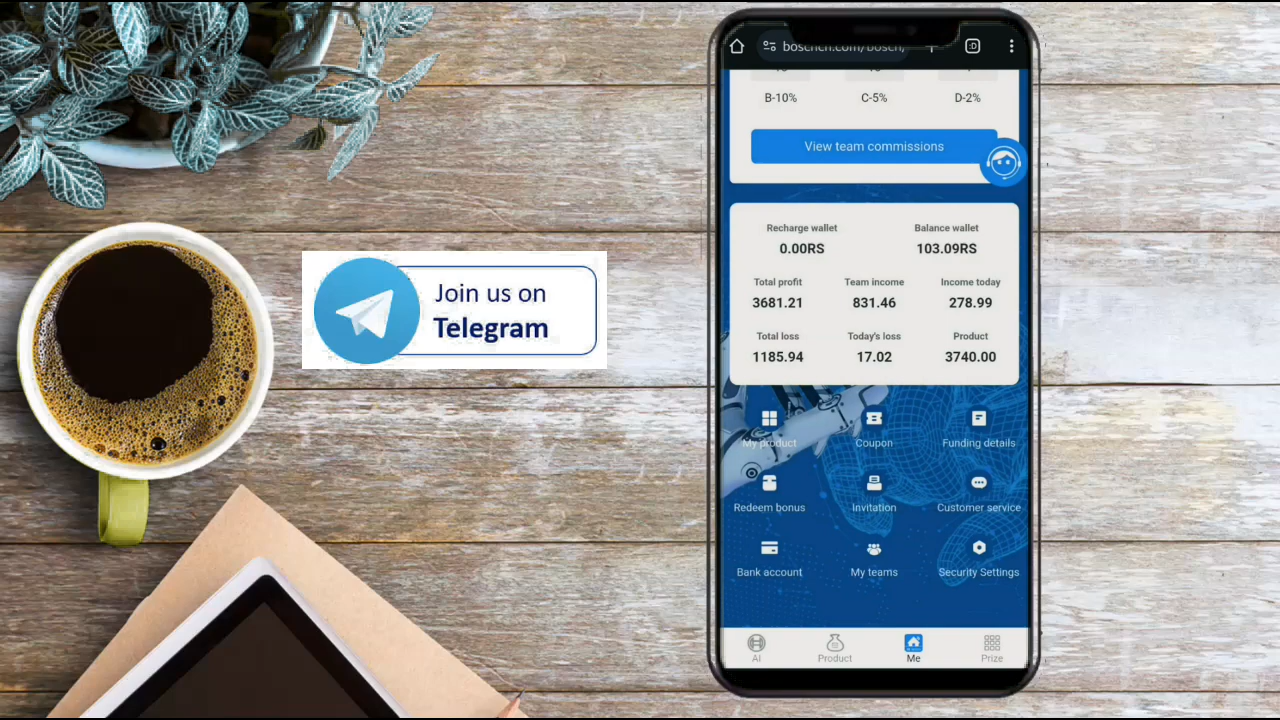 boschch.com/bosch/
:D
B-10%
C-5%
D-2%
View team commissions
Recharge wallet
Balance wallet
0.00RS
103.09RS
Total profit
Team income
Income today
3681.21
831.46
278.99
Total loss
Today's loss
Product
1185.94
17.02
3740.00
My product
Coupon
Funding details
Redeem bonus
Invitation
Customer service
Bank account
My teams
Security Settings
AI
Product
Me
Prize
Join us on
Telegram